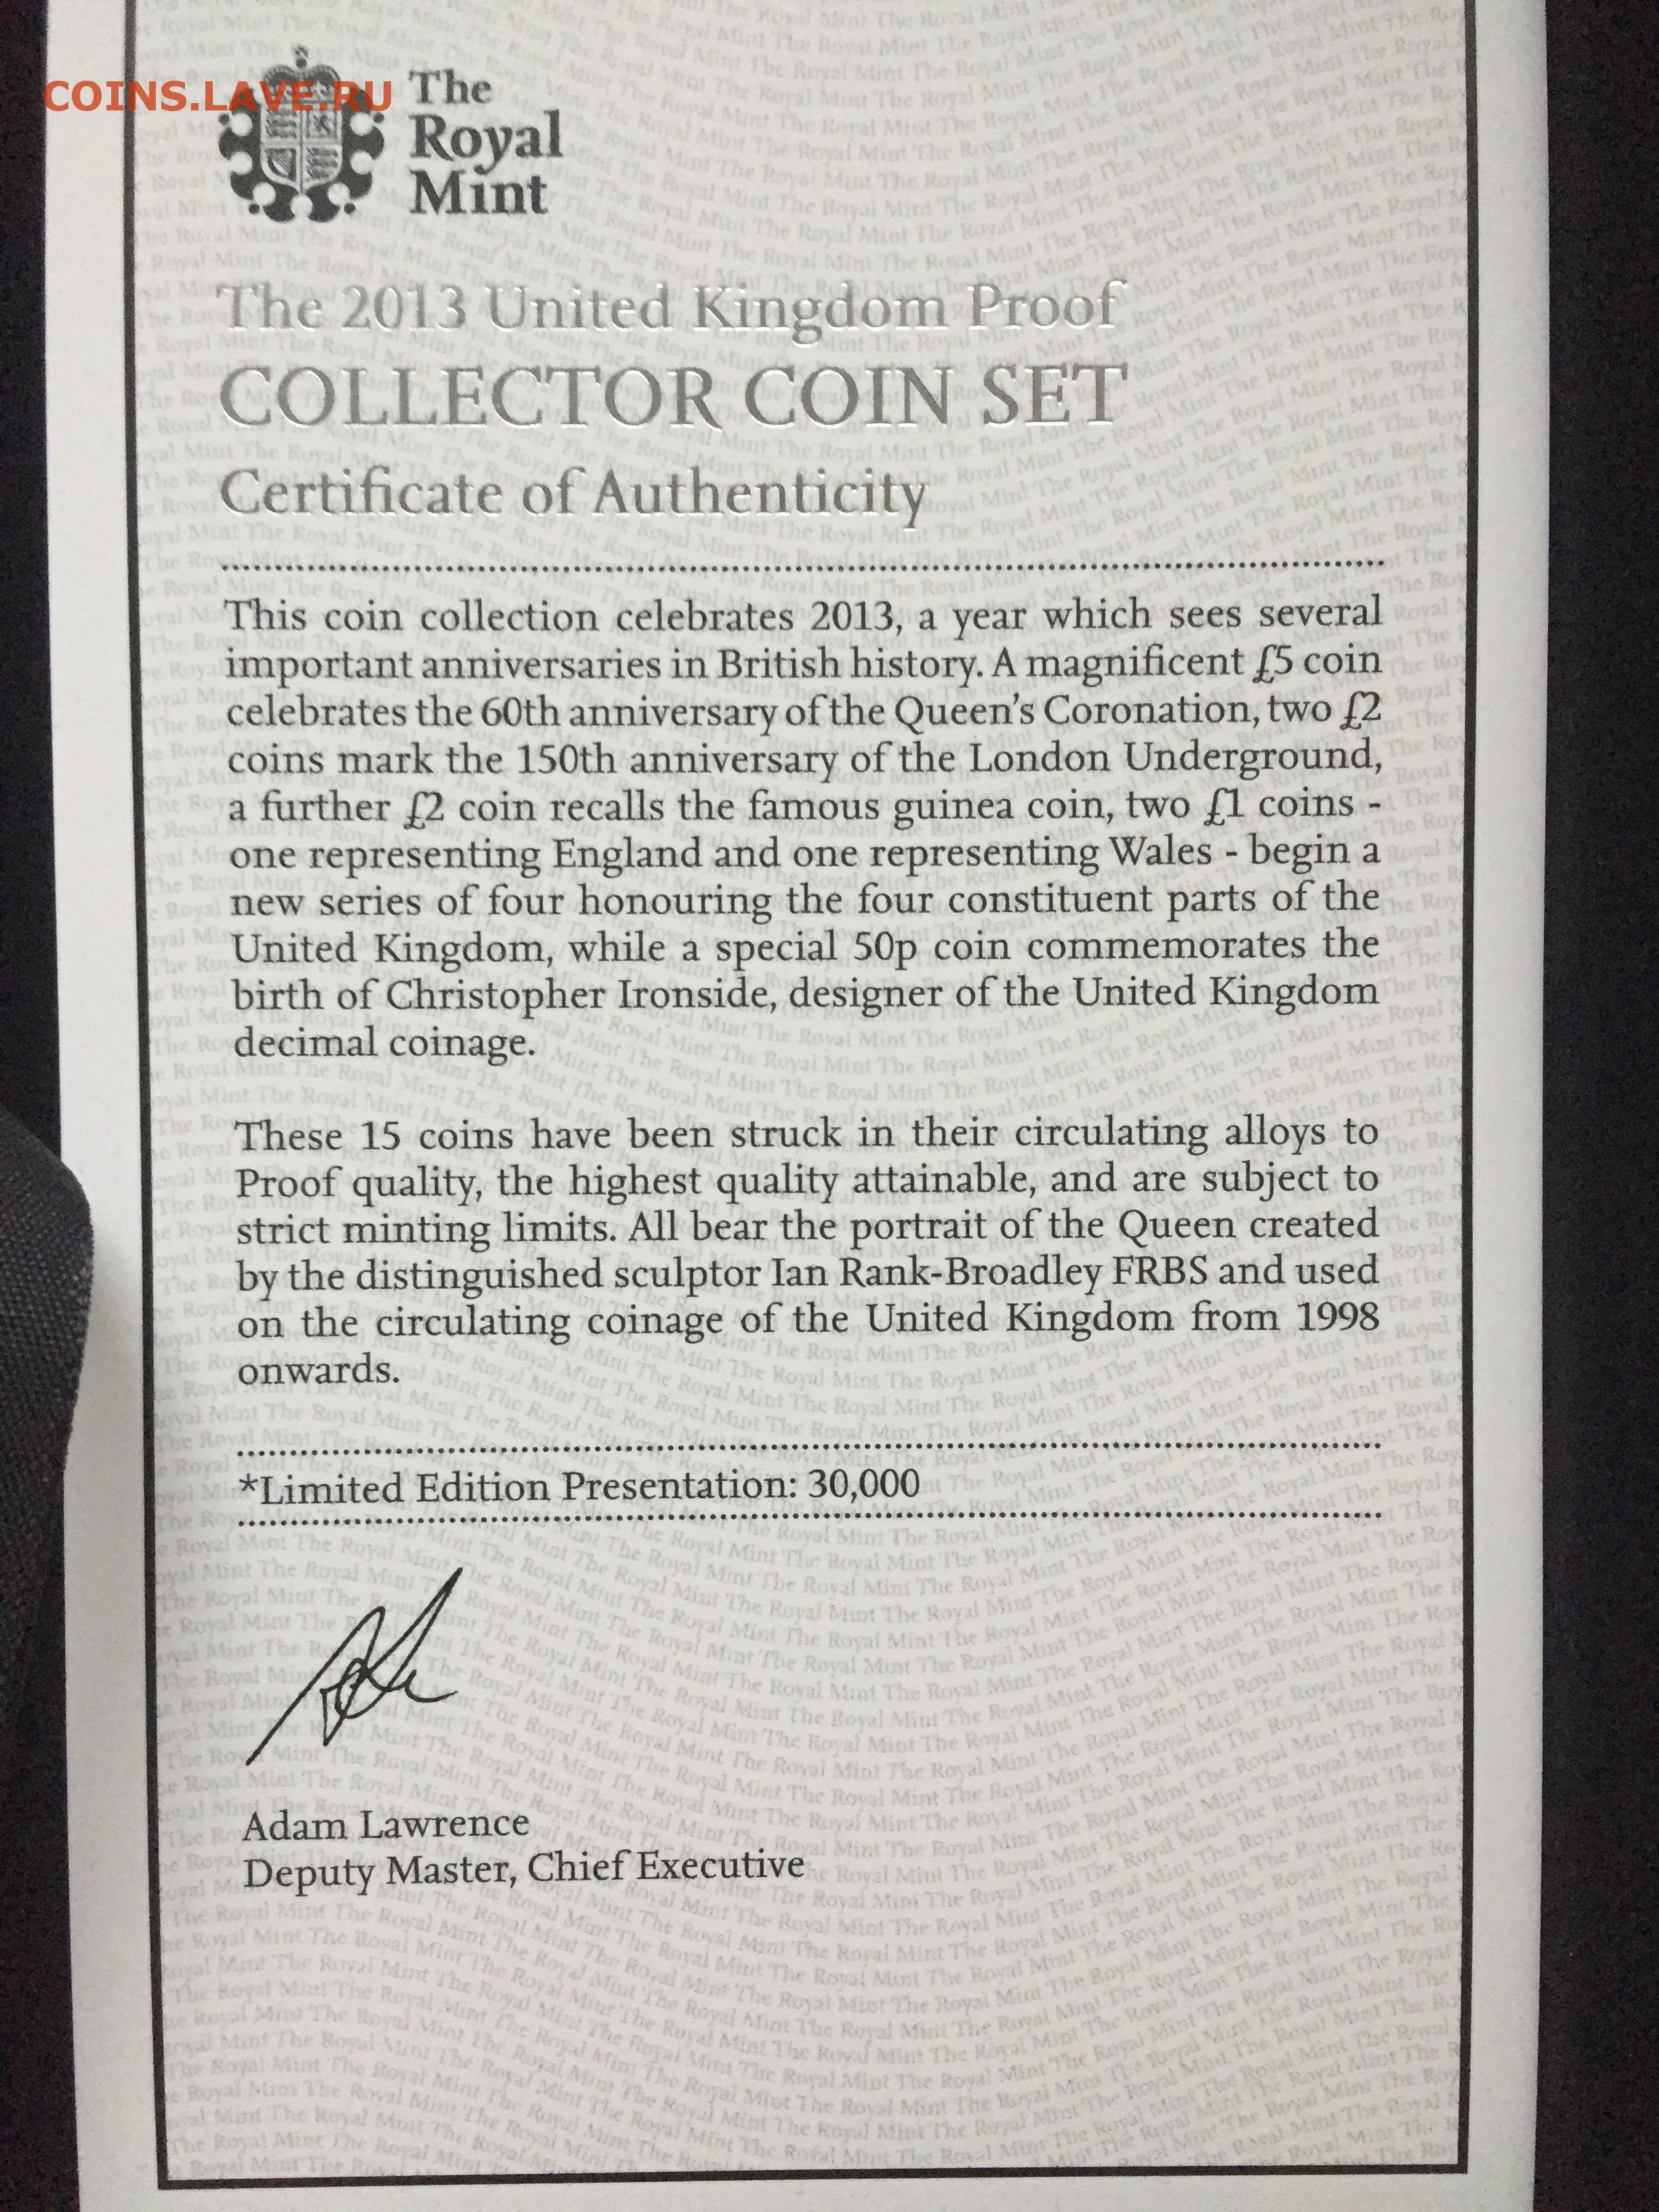 COINS.LAVE.RU
The
Royal
Mint
The 2013 United Kingdom Proof
COLLECTOR COIN SET
Certificate of Authenticity
This coin collection celebrates 2013, a year which sees several
important anniversaries in British history. A magnificent £5 coin
celebrates the 60th anniversary of the Queen's Coronation, two £2
coins mark the 150th anniversary of the London Underground,
a further £2 coin recalls the famous guinea coin, two £1 coins -
one representing England and one representing Wales - begin a
new series of four honouring the four constituent parts of the
United Kingdom, while a special 50p coin commemorates the
birth of Christopher Ironside, designer of the United Kingdom
decimal coinage.
These 15 coins have been struck in their circulating alloys to
Proof quality, the highest quality attainable, and are subject to
strict minting limits. All bear the portrait of the Queen created
by the distinguished sculptor Ian Rank-Broadley FRBS and used
on the circulating coinage of the United Kingdom from 1998
onwards.
*Limited Edition Presentation: 30,000
Adam Lawrence
Deputy Master, Chief Executive